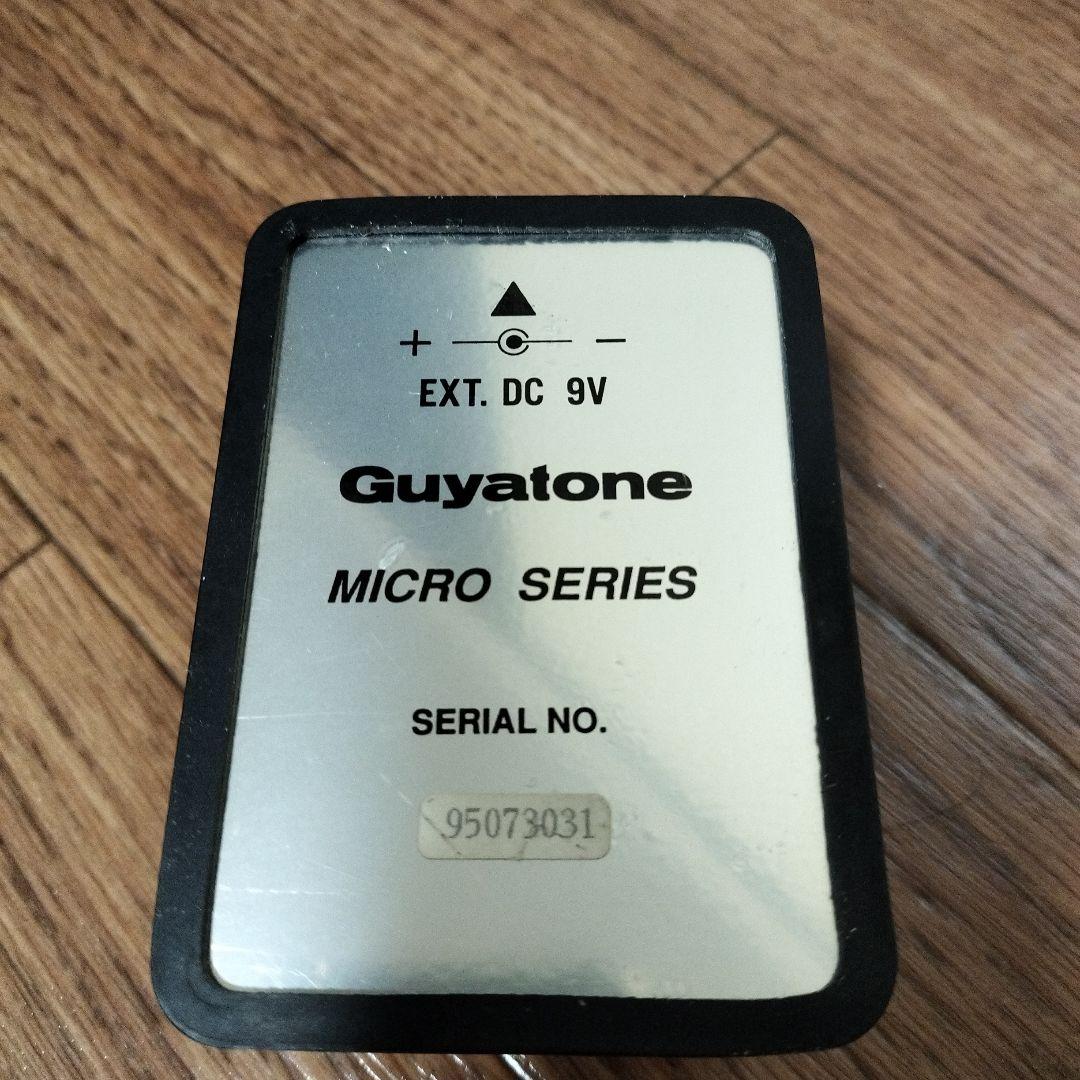 + −
EXT. DC 9V
Guyatone
MICRO SERIES
SERIAL NO.
95073031